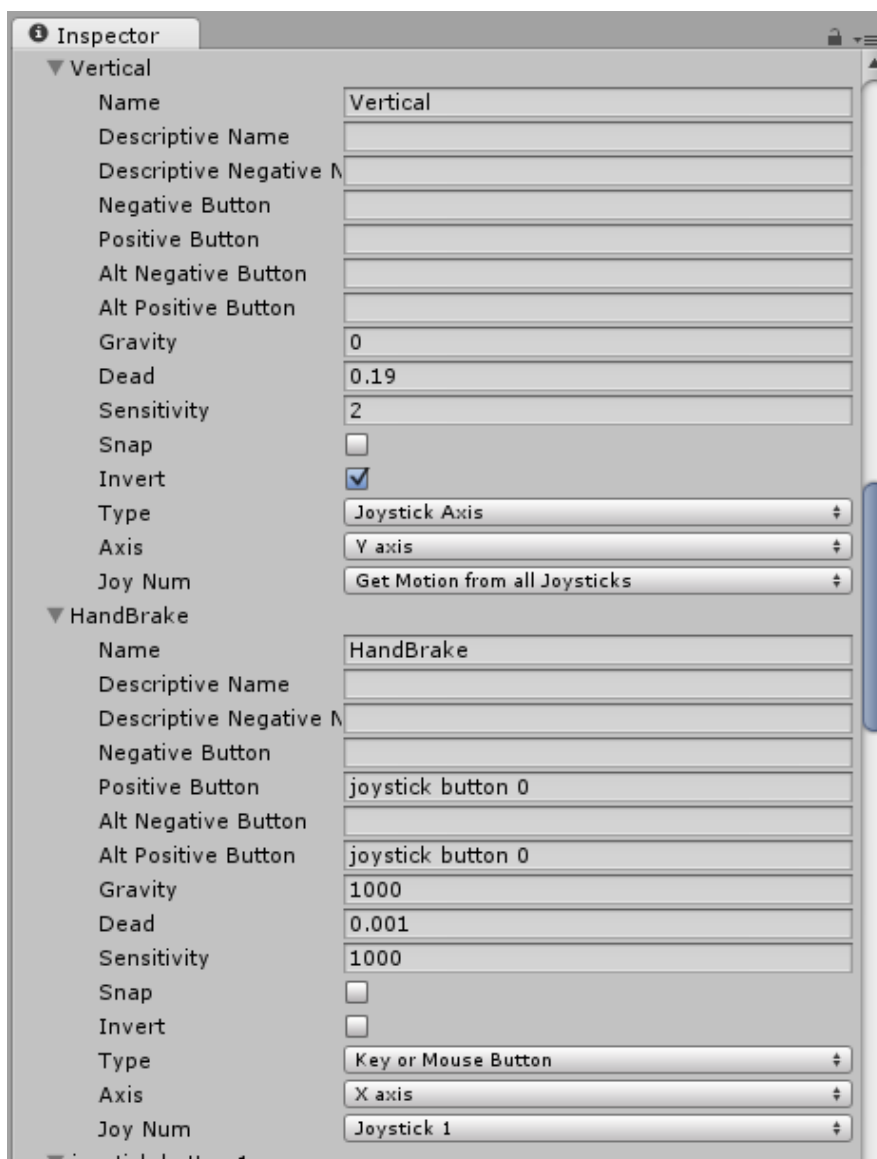 Inspector
Vertical
Name Vertical
Descriptive Name
Descriptive Negative N
Negative Button
Positive Button
Alt Negative Button
Alt Positive Button
Gravity 0
Dead 0.19
Sensitivity 2
Snap
Invert
Type Joystick Axis
Axis Y axis
Joy Num Get Motion from all Joysticks
HandBrake
Name HandBrake
Descriptive Name
Descriptive Negative N
Negative Button
Positive Button joystick button 0
Alt Negative Button
Alt Positive Button joystick button 0
Gravity 1000
Dead 0.001
Sensitivity 1000
Snap
Invert
Type Key or Mouse Button
Axis X axis
Joy Num Joystick 1